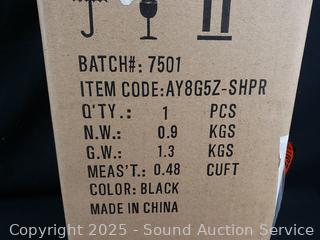 BATCH#: 7501
ITEM CODE:AY8G5Z-SHPR
Q'TY.: 1 PCS
N.W.: 0.9 KGS
G.W.: 1.3 KGS
MEAS'T.: 0.48 CUFT
COLOR: BLACK
MADE IN CHINA
Copyright © 2025 - Sound Auction Service